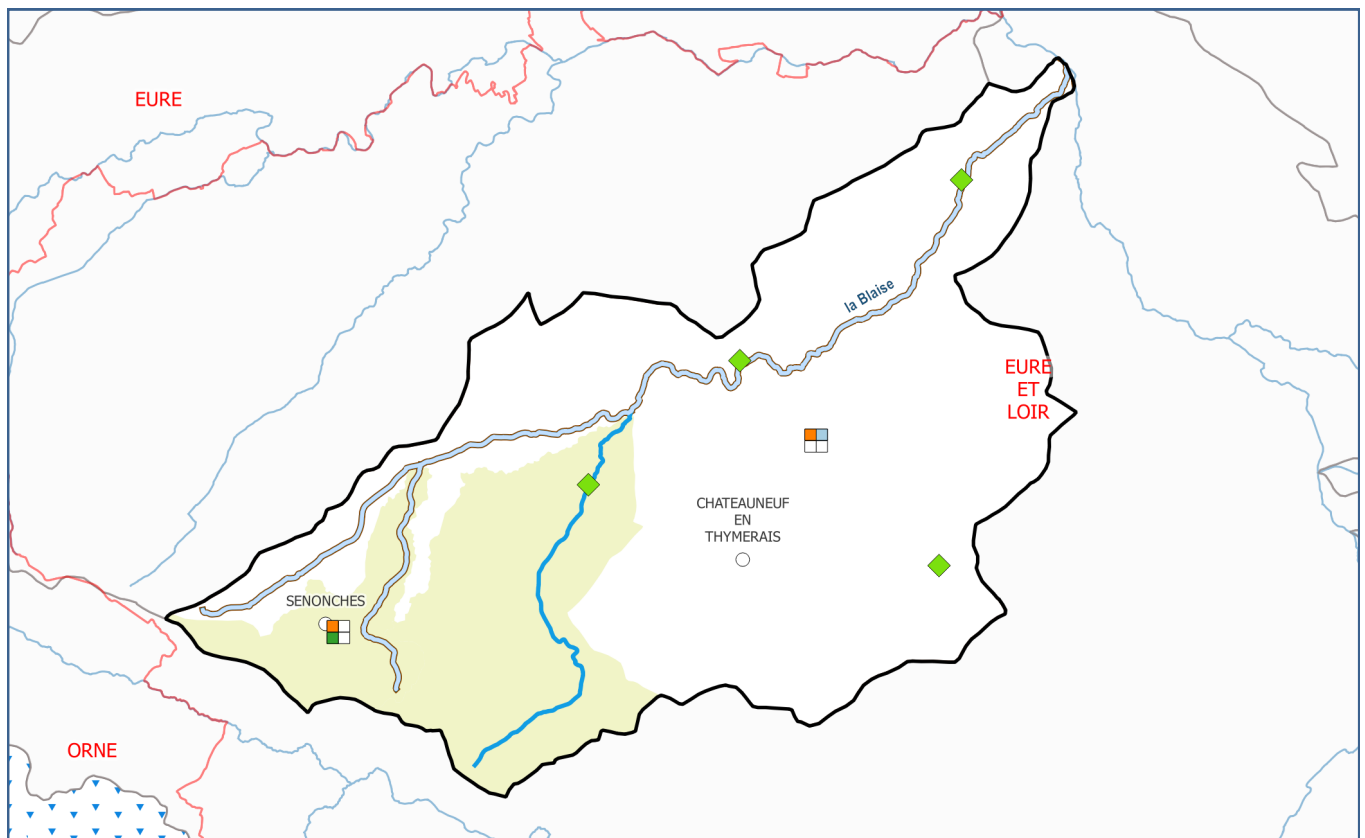 EURE
la Blaise
EURE
ET
LOIR
CHATEAUNEUF
EN
THYMERAIS
SENONCHES
ORNE